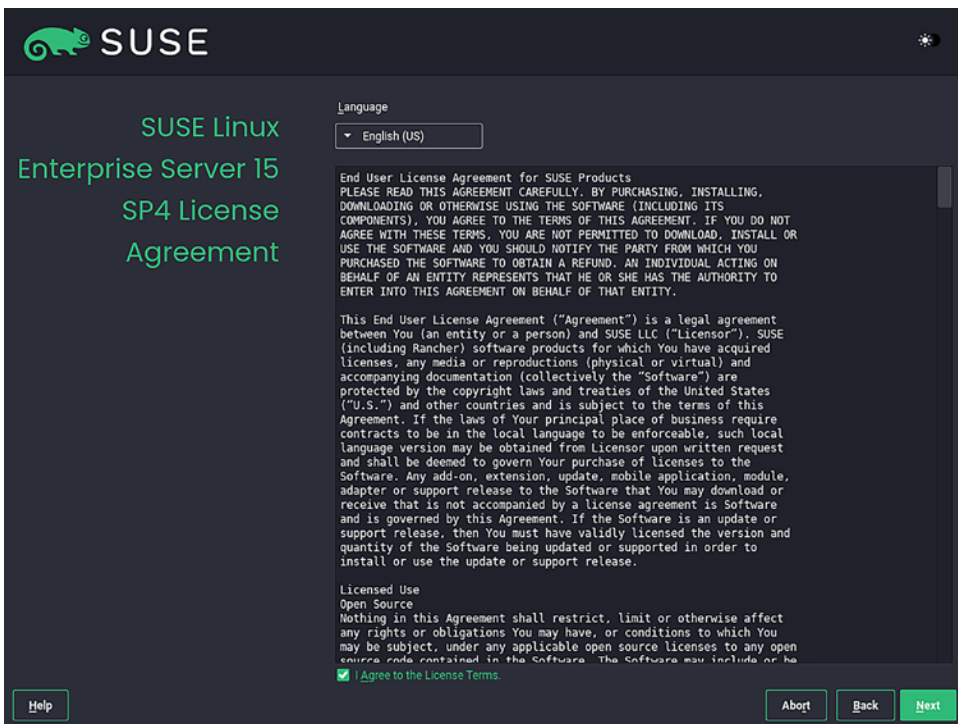 SUSE
Language
English (US)
SUSE Linux
Enterprise Server 15
SP4 License
Agreement
End User License Agreement for SUSE Products
PLEASE READ THIS AGREEMENT CAREFULLY. BY PURCHASING, INSTALLING,
DOWNLOADING OR OTHERWISE USING THE SOFTWARE (INCLUDING ITS
COMPONENTS), YOU AGREE TO THE TERMS OF THIS AGREEMENT. IF YOU DO NOT
AGREE WITH THESE TERMS, YOU ARE NOT PERMITTED TO DOWNLOAD, INSTALL OR
USE THE SOFTWARE AND YOU SHOULD NOTIFY THE PARTY FROM WHICH YOU
PURCHASED THE SOFTWARE TO OBTAIN A REFUND. AN INDIVIDUAL ACTING ON
BEHALF OF AN ENTITY REPRESENTS THAT HE OR SHE HAS THE AUTHORITY TO
ENTER INTO THIS AGREEMENT ON BEHALF OF THAT ENTITY.
This End User License Agreement (“Agreement”) is a legal agreement
between You (an entity or a person) and SUSE LLC (“Licensor”). SUSE
(including Rancher) software products for which You have acquired
licenses, any media or reproductions (physical or virtual) and
accompanying documentation (collectively the “Software”) are
protected by the copyright laws and treaties of the United States
(“U.S.”) and other countries and is subject to the terms of this
Agreement. If the laws of Your principal place of business require
contracts to be in the local language to be enforceable, such local
language version may be obtained from Licensor upon written request
and shall be deemed to govern Your purchase of licenses to the
Software. Any add-on, extension, update, mobile application, module,
adapter or support release to the Software that You may download or
receive that is not accompanied by a license agreement is Software
and is governed by this Agreement. If the Software is an update or
support release, then You must have validly licensed the version and
quantity of the Software being updated or supported in order to
install or use the update or support release.
Licensed Use
Open Source
Nothing in this Agreement shall restrict, limit or otherwise affect
any rights or obligations You may have, or conditions to which You
may be subject, under any applicable open source licenses to any open
source code contained in the Software. The Software may include or be
I Agree to the License Terms.
Help
Abort
Back
Next